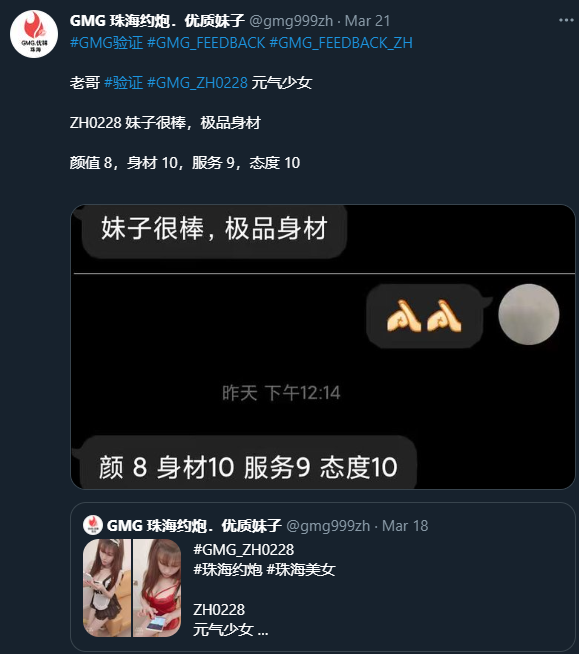 GMG 珠海约炮．优质妹子 @gmg999zh · Mar 21
#GMG验证 #GMG_FEEDBACK #GMG_FEEDBACK_ZH
老哥 #验证 #GMG_ZH0228 元气少女
ZH0228 妹子很棒，极品身材
颜值 8，身材 10，服务 9，态度 10
GMG.优质
珠海
妹子很棒，极品身材
昨天 下午12:14
颜 8 身材10 服务9 态度10
GMG 珠海约炮．优质妹子 @gmg999zh · Mar 18
#GMG_ZH0228
#珠海约炮 #珠海美女
ZH0228
元气少女 ...